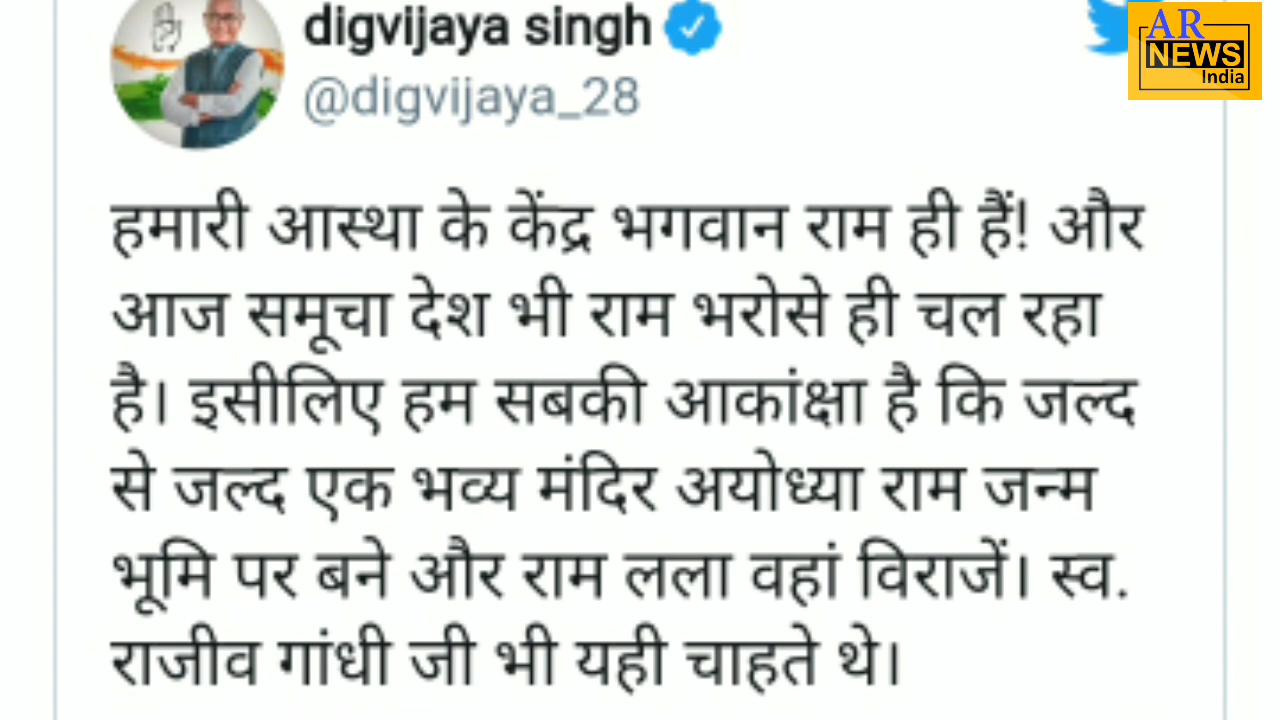 digvijaya singh
@digvijaya_28
AR
NEWS
India
हमारी आस्था के केंद्र भगवान राम ही हैं! और
आज समूचा देश भी राम भरोसे ही चल रहा
है। इसीलिए हम सबकी आकांक्षा है कि जल्द
से जल्द एक भव्य मंदिर अयोध्या राम जन्म
भूमि पर बने और राम लला वहां विराजें। स्व.
राजीव गांधी जी भी यही चाहते थे।